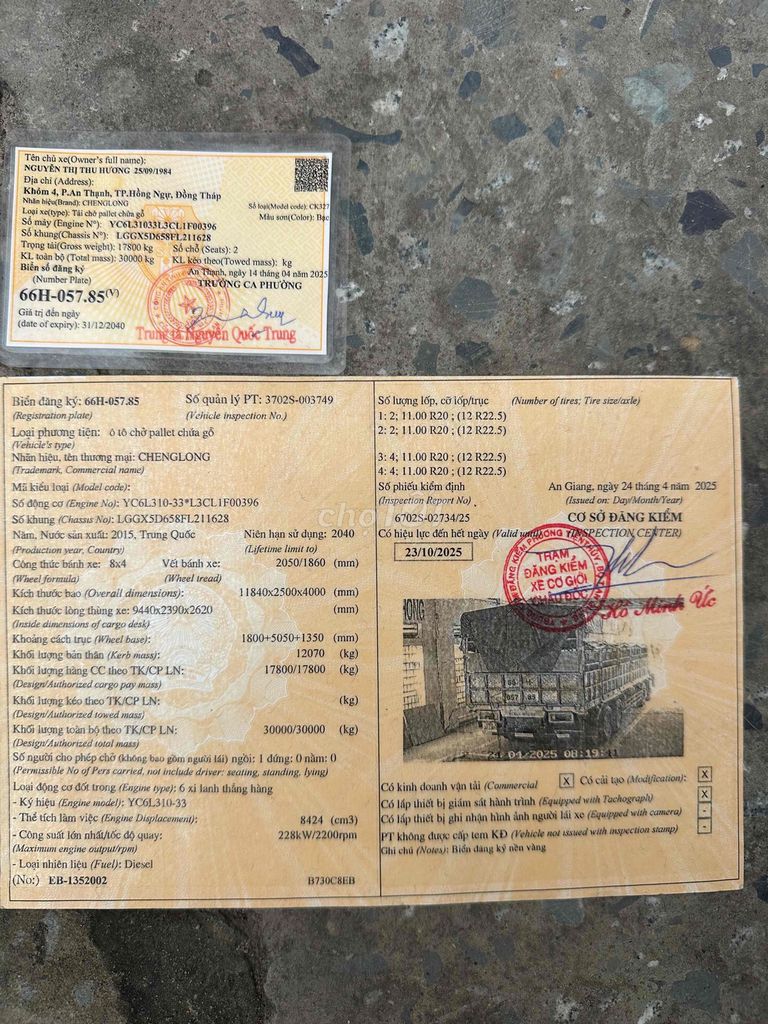 Tên chủ xe(Owner's full name):
NGUYỄN THỊ THU HƯƠNG 25/09/1984
Địa chỉ (Address):
Khóm 4, P.An Thạnh, TP.Hồng Ngự, Đồng Tháp
Nhãn hiệu(Brand): CHENGLONG
Số loại(Model code): CK327
Loại xe(type): Tải chở pallet chứa gỗ
Màu sơn(Color): Bạc
Số máy (Engine N°): YC6L31033L3CL1F00396
Số khung(Chassis N°): LGGX5D658FL211628
Trọng tải(Gross weight): 17800 kg Số chỗ (Seats): 2
KL toàn bộ (Total mass): 30000 kg KL kéo theo(Towed mass): kg
Biển số đăng ký
(Number Plate)
An Thạnh, ngày 14 tháng 04 năm 2025
TRƯỞNG CA PHƯỜNG
66H-057.85(V)
Giá trị đến ngày
(date of expiry): 31/12/2040
Trung tá Nguyễn Quốc Trung
Biển đăng ký: 66H-057.85 Số quản lý PT: 3702S-003749
(Registration plate) (Vehicle inspection No.)
Loại phương tiện: ô tô chở pallet chứa gỗ
(Vehicle's type)
Nhãn hiệu, tên thương mại: CHENGLONG
(Trademark, Commercial name)
Mã kiểu loại (Model code):
Số động cơ (Engine No): YC6L310-33*L3CL1F00396
Số khung (Chassis No): LGGX5D658FL211628
Năm, Nước sản xuất: 2015, Trung Quốc Niên hạn sử dụng: 2040
(Production year, Country) (Lifetime limit to)
Công thức bánh xe: 8x4 Vết bánh xe: 2050/1860 (mm)
(Wheel formula) (Wheel tread)
Kích thước bao (Overall dimensions): 11840x2500x4000 (mm)
Kích thước lòng thùng xe: 9440x2390x2620 (mm)
(Inside dimensions of cargo desk)
Khoảng cách trục (Wheel base): 1800+5050+1350 (mm)
Khối lượng bản thân (Kerb mass): 12070 (kg)
Khối lượng hàng CC theo TK/CP LN: 17800/17800 (kg)
(Design/Authorized cargo pay mass)
Khối lượng kéo theo TK/CP LN: (kg)
(Design/Authorized towed mass)
Khối lượng toàn bộ theo TK/CP LN: 30000/30000 (kg)
(Design/Authorized total mass)
Số người cho phép chở (không bao gồm người lái) ngồi: 1 đứng: 0 nằm: 0
(Permissible No of Pers carried, not include driver: seating, standing, lying)
Loại động cơ đốt trong (Engine type): 6 xi lanh thẳng hàng
- Ký hiệu (Engine model): YC6L310-33
- Thể tích làm việc (Engine Displacement): 8424 (cm3)
- Công suất lớn nhất/tốc độ quay: 228kW/2200rpm
(Maximum engine output/rpm)
- Loại nhiên liệu (Fuel): Diesel
(No:) EB-1352002 B730C8EB
Số lượng lốp, cỡ lốp/trục (Number of tires; Tire size/axle)
1: 2; 11.00 R20 ; (12 R22.5)
2: 2; 11.00 R20 ; (12 R22.5)
3: 4; 11.00 R20 ; (12 R22.5)
4: 4; 11.00 R20 ; (12 R22.5)
Số phiếu kiểm định An Giang, ngày 24 tháng 4 năm 2025
(Inspection Report No) (Issued on: Day/Month/Year)
6702S-02734/25 CƠ SỞ ĐĂNG KIỂM
Có hiệu lực đến hết ngày (Valid until) (INSPECTION CENTER)
23/10/2025
TRẠM
ĐĂNG KIỂM
XE CƠ GIỚI
CHÂU ĐỐC
Hồ Minh Úc
24/04/2025 08:19:41
Có kinh doanh vận tải (Commercial X Có cải tạo (Modification): X
Có lắp thiết bị giám sát hành trình (Equipped with Tachograph) X
Có lắp thiết bị ghi nhận hình ảnh người lái xe (Equipped with camera) -
PT không được cấp tem KĐ (Vehicle not issued with inspection stamp) -
Ghi chú (Notes): Biển đăng ký nền vàng